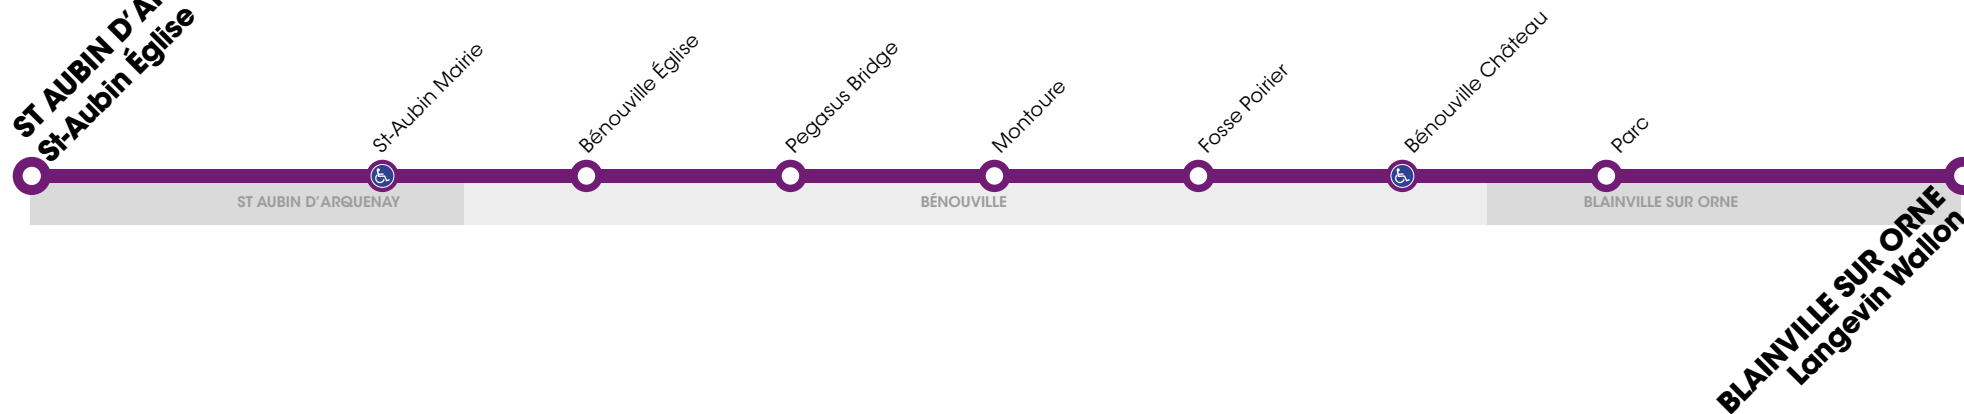 ST AUBIN D'
St-Aubin Église
St-Aubin Mairie
Bénouville Église
Pegasus Bridge
Montoure
Fosse Poirier
Bénouville Château
Parc
ST AUBIN D'ARQUENAY
BÉNOUVILLE
BLAINVILLE SUR ORNE
BLAINVILLE SUR ORNE
Langevin Wallon